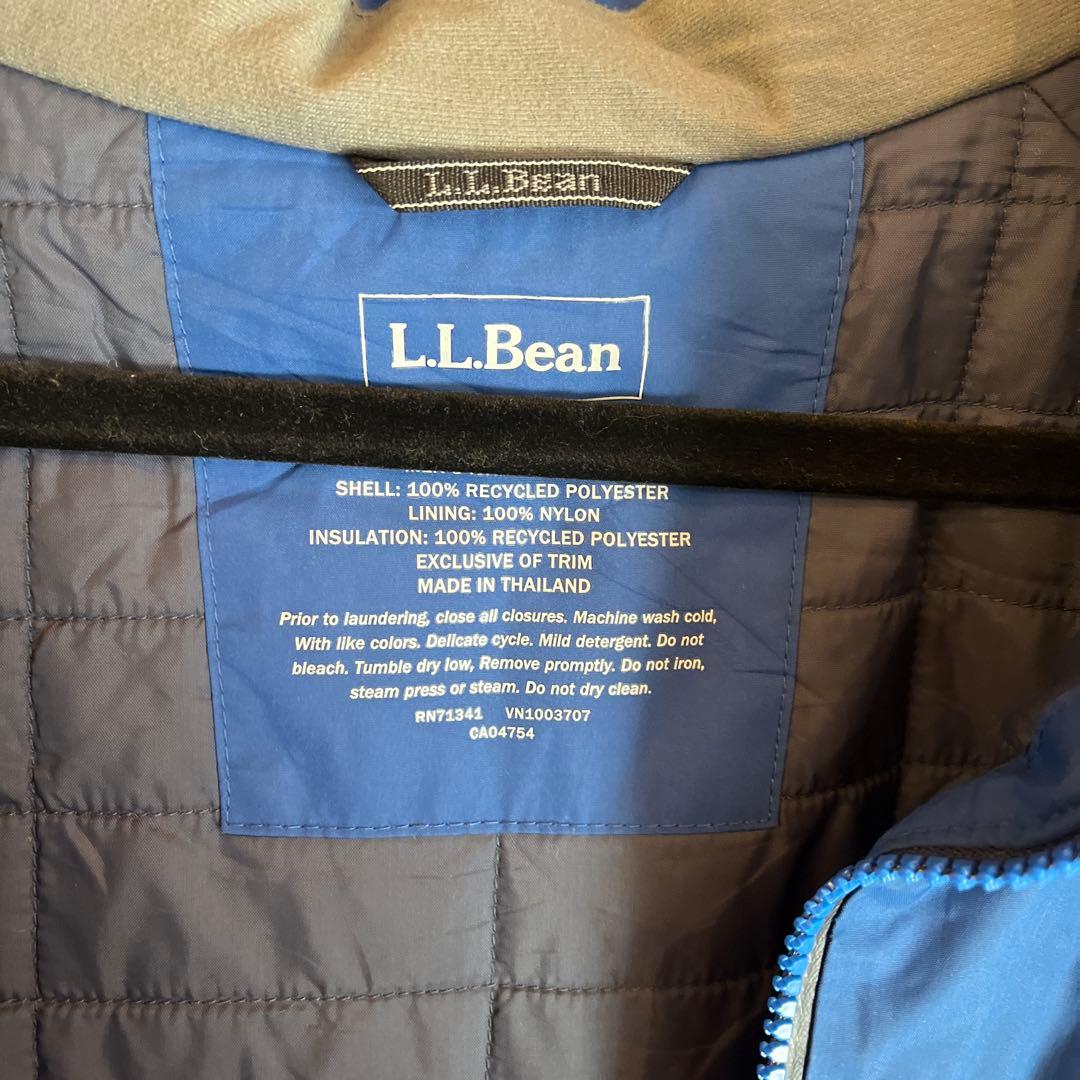 L.L.Bean
L.L.Bean
SHELL: 100% RECYCLED POLYESTER
LINING: 100% NYLON
INSULATION: 100% RECYCLED POLYESTER
EXCLUSIVE OF TRIM
MADE IN THAILAND
Prior to laundering, close all closures. Machine wash cold,
With like colors. Delicate cycle. Mild detergent. Do not
bleach. Tumble dry low, Remove promptly. Do not iron,
steam press or steam. Do not dry clean.
RN71341 VN1003707
CA04754